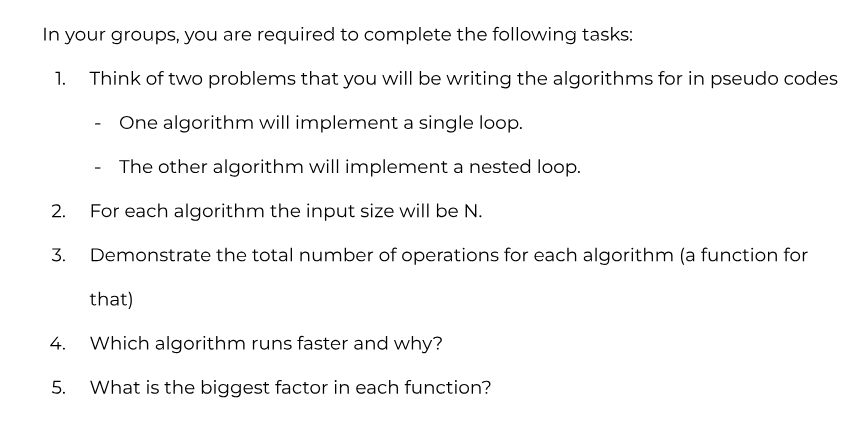 In your groups, you are required to complete the following tasks:
1. Think of two problems that you will be writing the algorithms for in pseudo codes
- One algorithm will implement a single loop.
- The other algorithm will implement a nested loop.
2. For each algorithm the input size will be N.
3. Demonstrate the total number of operations for each algorithm (a function for
that)
4. Which algorithm runs faster and why?
5. What is the biggest factor in each function?